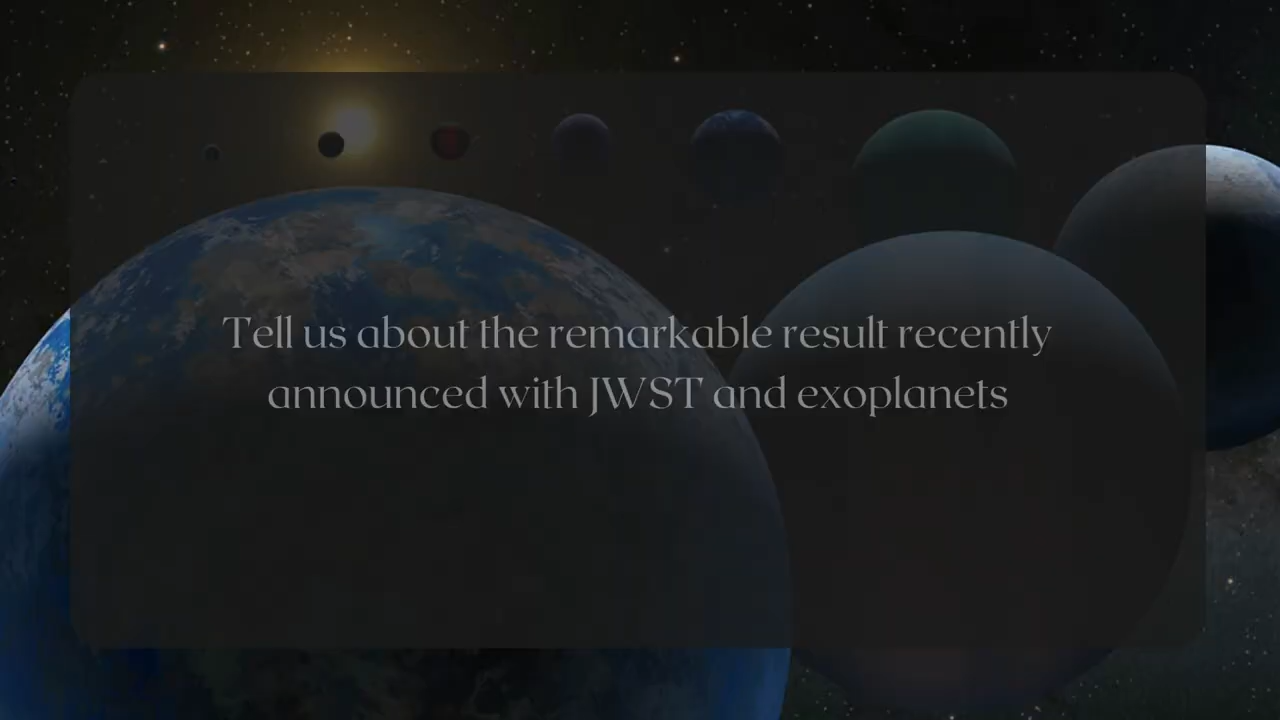 Tell us about the remarkable result recently
announced with JWST and exoplanets